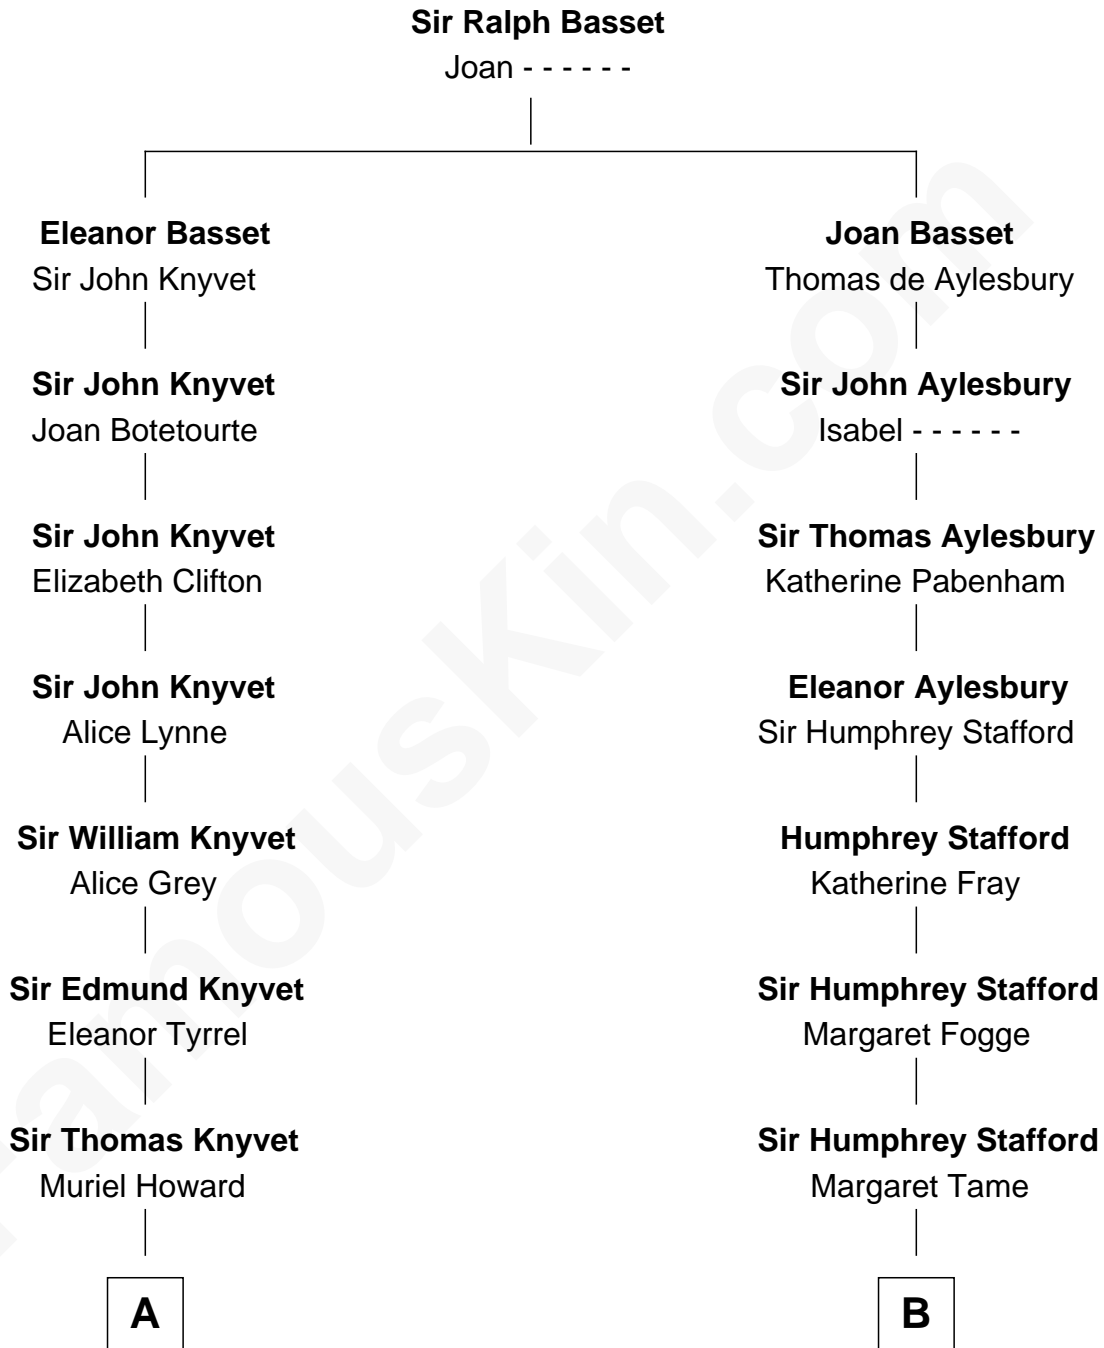 Sir Ralph Basset
Joan - - - - - -
Eleanor Basset
Sir John Knyvet
Joan Basset
Thomas de Aylesbury
Sir John Knyvet
Joan Botetourte
Sir John Aylesbury
Isabel - - - - - -
Sir John Knyvet
Elizabeth Clifton
Sir Thomas Aylesbury
Katherine Pabenham
Sir John Knyvet
Alice Lynne
Eleanor Aylesbury
Sir Humphrey Stafford
Sir William Knyvet
Alice Grey
Humphrey Stafford
Katherine Fray
Sir Edmund Knyvet
Eleanor Tyrrel
Sir Humphrey Stafford
Margaret Fogge
Sir Thomas Knyvet
Muriel Howard
Sir Humphrey Stafford
Margaret Tame
A
B
FamousKin.com